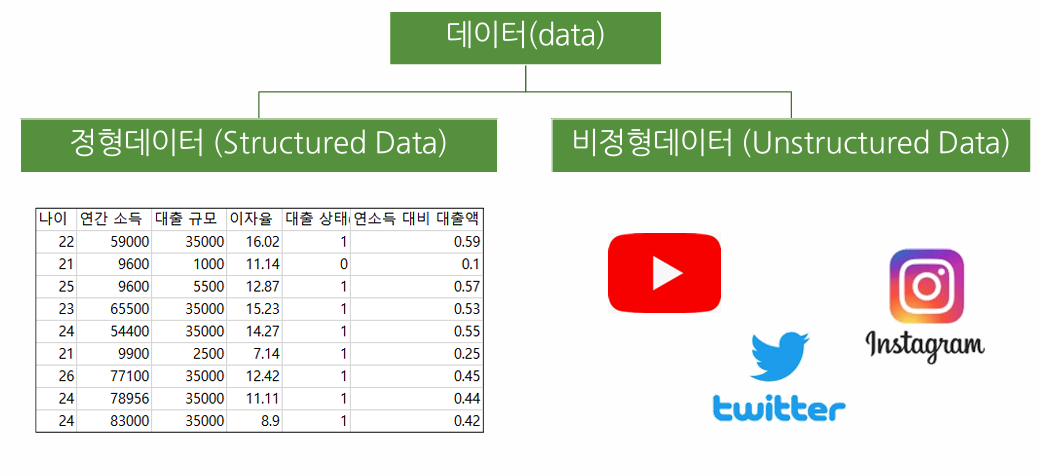 데이터(data)
정형데이터 (Structured Data)
비정형데이터 (Unstructured Data)
나이 연간 소득 대출 규모 이자율 대출 상태( 연소득 대비 대출액
22 59000 35000 16.02 1 0.59
21 9600 1000 11.14 0 0.1
25 9600 5500 12.87 1 0.57
23 65500 35000 15.23 1 0.53
24 54400 35000 14.27 1 0.55
21 9900 2500 7.14 1 0.25
26 77100 35000 12.42 1 0.45
24 78956 35000 11.11 1 0.44
24 83000 35000 8.9 1 0.42
Instagram
twitter